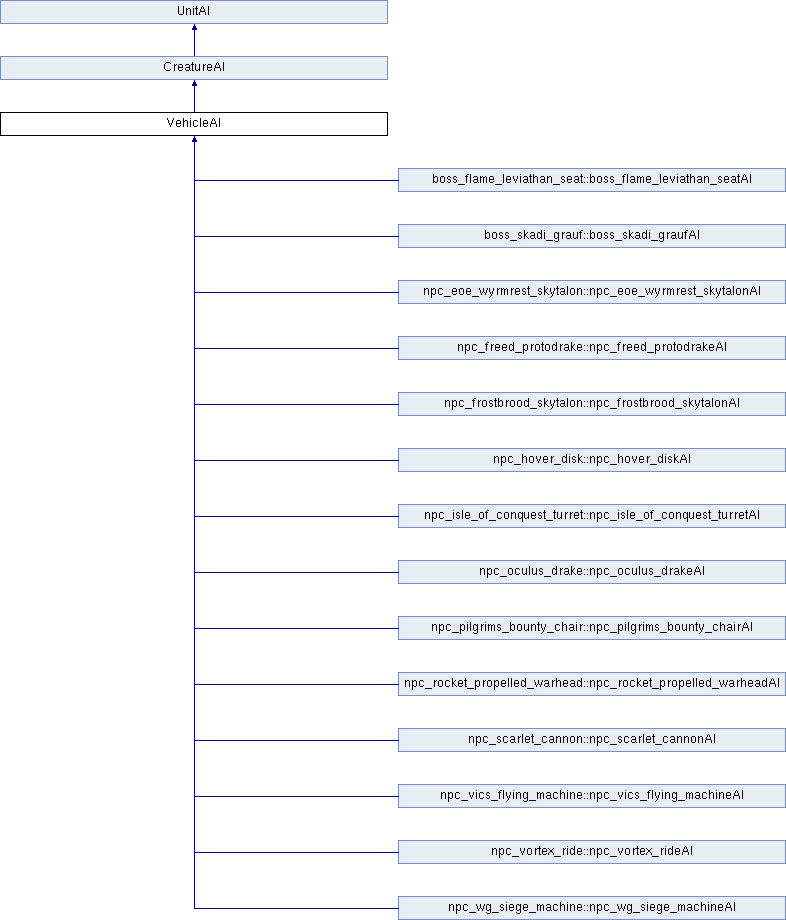 UnitAI
CreatureAI
VehicleAI
boss_flame_leviathan_seat::boss_flame_leviathan_seatAI
boss_skadi_grauf::boss_skadi_graufAI
npc_eoe_wyrmrest_skytalon::npc_eoe_wyrmrest_skytalonAI
npc_freed_protodrake::npc_freed_protodrakeAI
npc_frostbrood_skytalon::npc_frostbrood_skytalonAI
npc_hover_disk::npc_hover_diskAI
npc_isle_of_conquest_turret::npc_isle_of_conquest_turretAI
npc_oculus_drake::npc_oculus_drakeAI
npc_pilgrims_bounty_chair::npc_pilgrims_bounty_chairAI
npc_rocket_propelled_warhead::npc_rocket_propelled_warheadAI
npc_scarlet_cannon::npc_scarlet_cannonAI
npc_vics_flying_machine::npc_vics_flying_machineAI
npc_vortex_ride::npc_vortex_rideAI
npc_wg_siege_machine::npc_wg_siege_machineAI